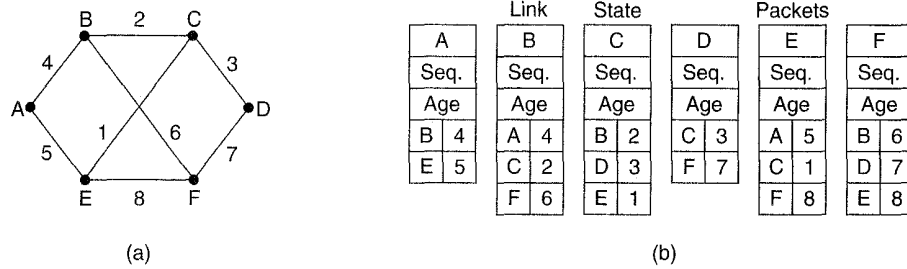 B 2 C
4 3
A D
1 6
5 7
E 8 F
(a)
Link State Packets
A B C D E F
Seq. Seq. Seq. Seq. Seq. Seq.
Age Age Age Age Age Age
B 4 A 4 B 2 C 3 A 5 B 6
E 5 C 2 D 3 F 7 C 1 D 7
F 6 E 1 F 8 E 8
(b)